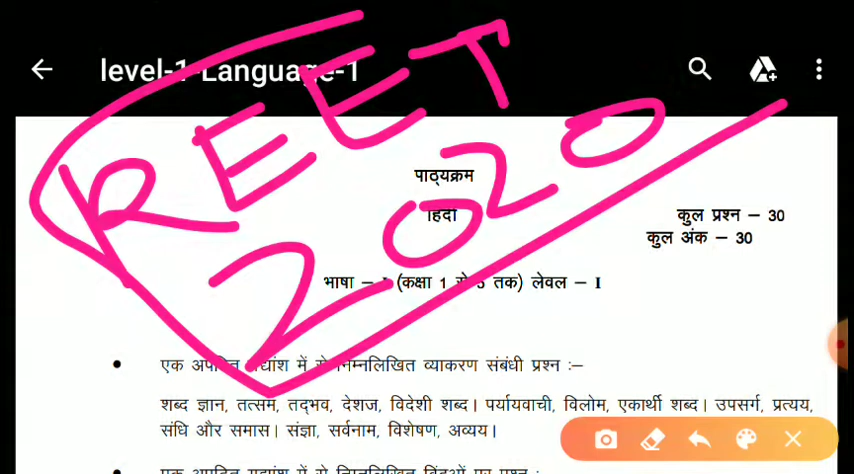 level-1-Language-1
REET
2020
पाठ्यक्रम
हिंदी
कुल प्रश्न – 30
कुल अंक – 30
भाषा – I (कक्षा 1 से 5 तक) लेवल – I
• एक अपठित गद्यांश में से निम्नलिखित व्याकरण संबंधी प्रश्न :–
शब्द ज्ञान, तत्सम, तद्भव, देशज, विदेशी शब्द। पर्यायवाची, विलोम, एकार्थी शब्द। उपसर्ग, प्रत्यय,
संधि और समास। संज्ञा, सर्वनाम, विशेषण, अव्यय।